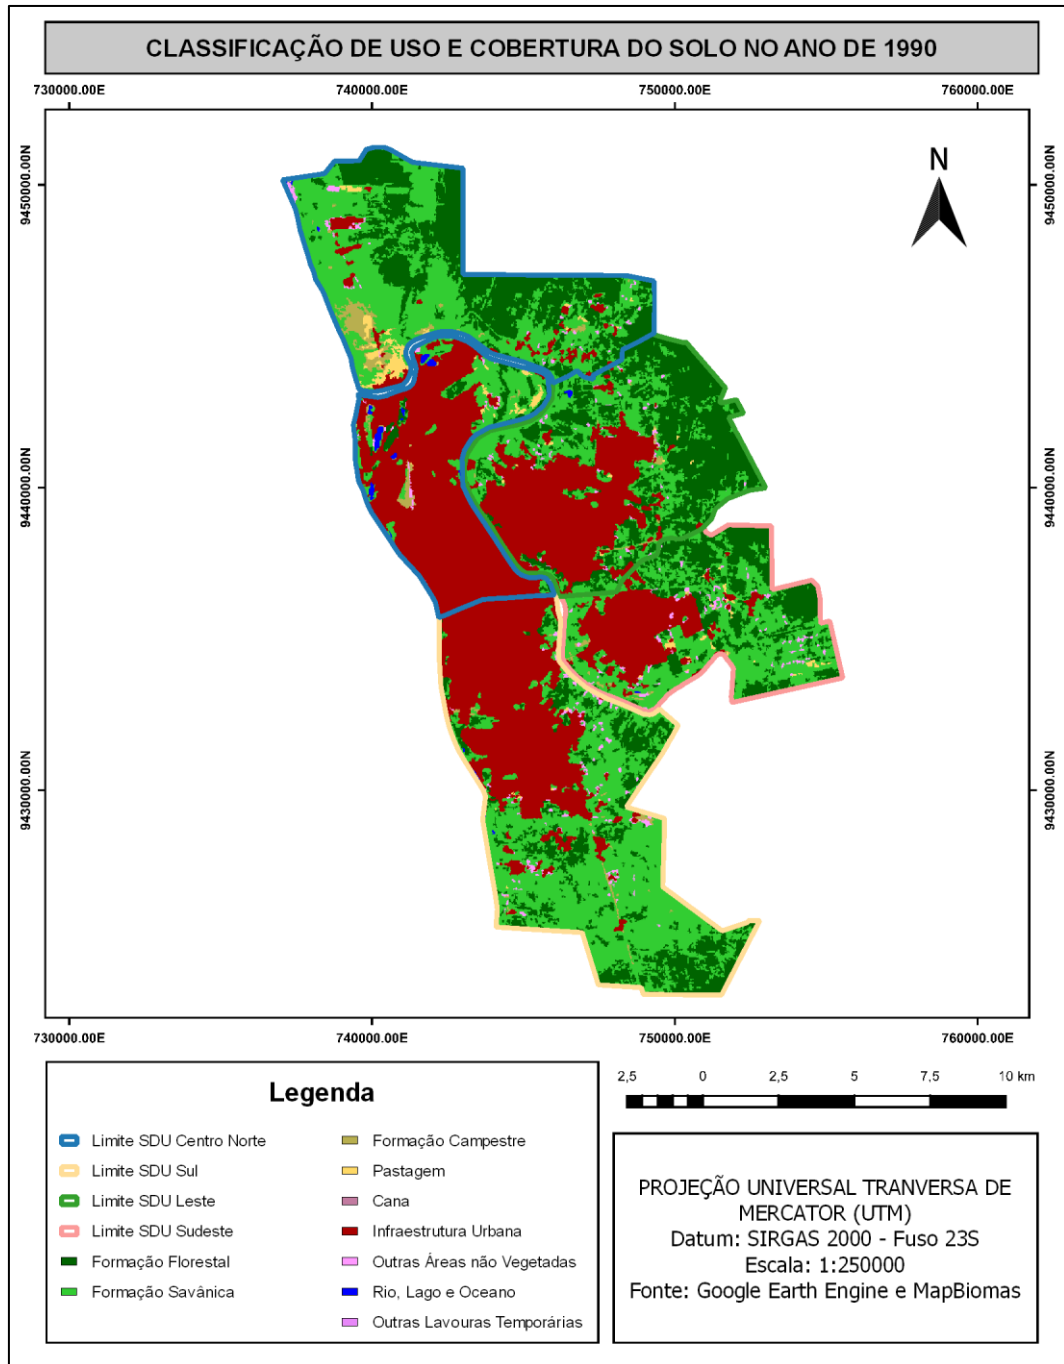 CLASSIFICAÇÃO DE USO E COBERTURA DO SOLO NO ANO DE 1990
730000.00E 740000.00E 750000.00E 760000.00E
9450000.00N
9450000.00N
N
9440000.00N
9440000.00N
9430000.00N
9430000.00N
730000.00E 740000.00E 750000.00E 760000.00E
Legenda
Limite SDU Centro Norte
Limite SDU Sul
Limite SDU Leste
Limite SDU Sudeste
Formação Florestal
Formação Savânica
Formação Campestre
Pastagem
Cana
Infraestrutura Urbana
Outras Áreas não Vegetadas
Rio, Lago e Oceano
Outras Lavouras Temporárias
2,5 0 2,5 5 7,5 10 km
PROJEÇÃO UNIVERSAL TRANVERSA DE
MERCATOR (UTM)
Datum: SIRGAS 2000 - Fuso 23S
Escala: 1:250000
Fonte: Google Earth Engine e MapBiomas